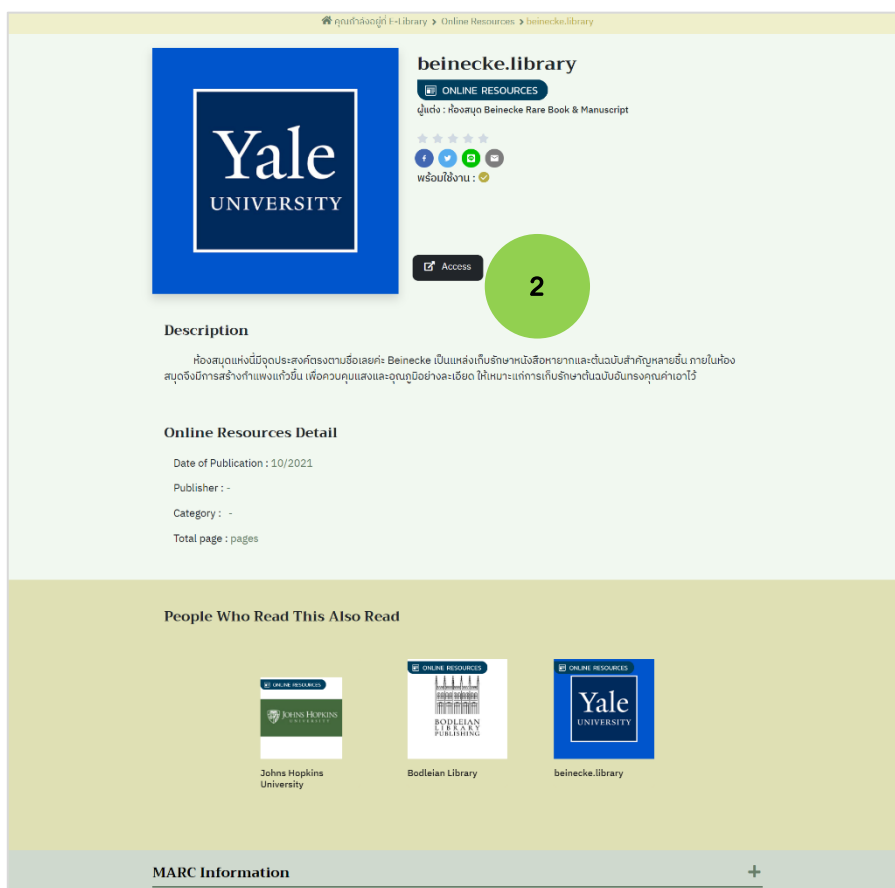 คุณกำลังอยู่ที่ E-Library > Online Resources > beinecke.library
Yale
UNIVERSITY
beinecke.library
ONLINE RESOURCES
ผู้แต่ง : ห้องสมุด Beinecke Rare Book & Manuscript
พร้อมใช้งาน :
Access
2
Description
ห้องสมุดแห่งนี้มีจุดประสงค์ตรงตามชื่อเลยค่ะ Beinecke เป็นแหล่งเก็บรักษาหนังสือหายากและต้นฉบับสำคัญหลายชิ้น ภายในห้อง
สมุดจึงมีการสร้างกำแพงแก้วขึ้น เพื่อควบคุมแสงและอุณภูมิอย่างละเอียด ให้เหมาะแก่การเก็บรักษาต้นฉบับอันทรงคุณค่าเอาไว้
Online Resources Detail
Date of Publication : 10/2021
Publisher : -
Category : -
Total page : pages
People Who Read This Also Read
ONLINE RESOURCES
JOHNS HOPKINS
UNIVERSITY
Johns Hopkins
University
ONLINE RESOURCES
BODLEIAN
LIBRARY
PUBLISHING
Bodleian Library
ONLINE RESOURCES
Yale
UNIVERSITY
beinecke.library
MARC Information
+